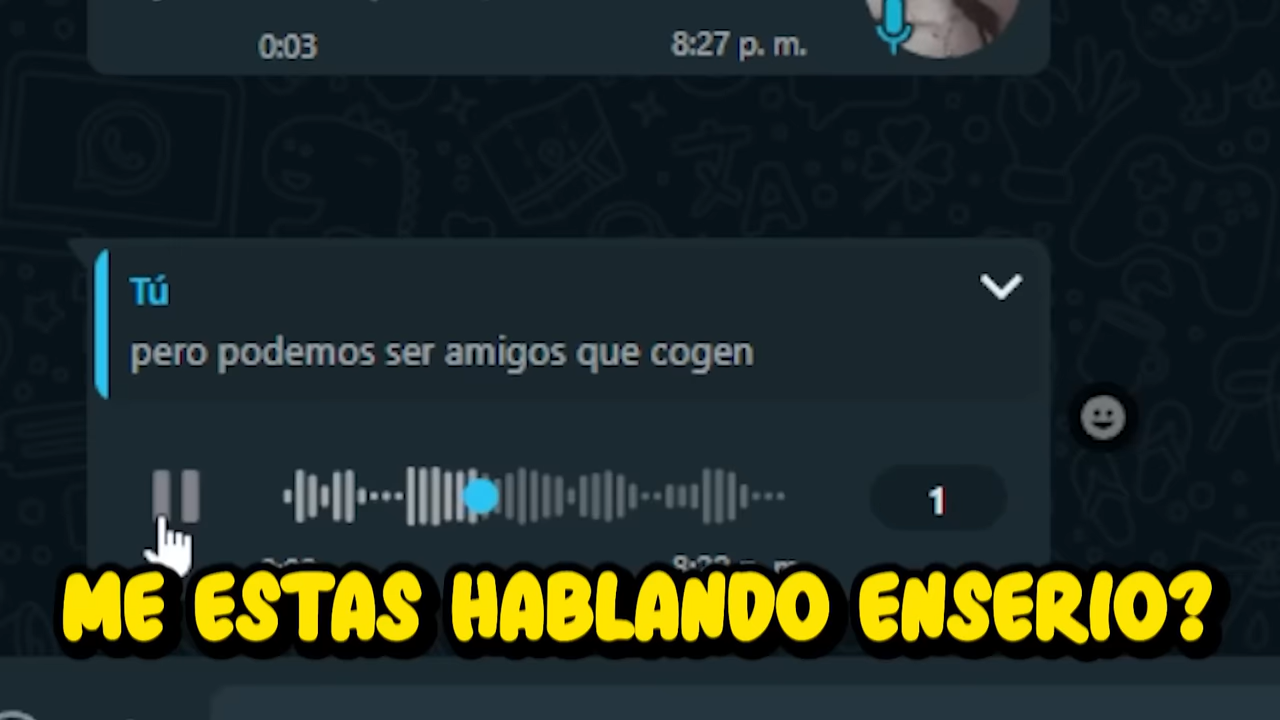 0:03
8:27 p. m.
Tú
pero podemos ser amigos que cogen
1
ME ESTAS HABLANDO ENSERIO?